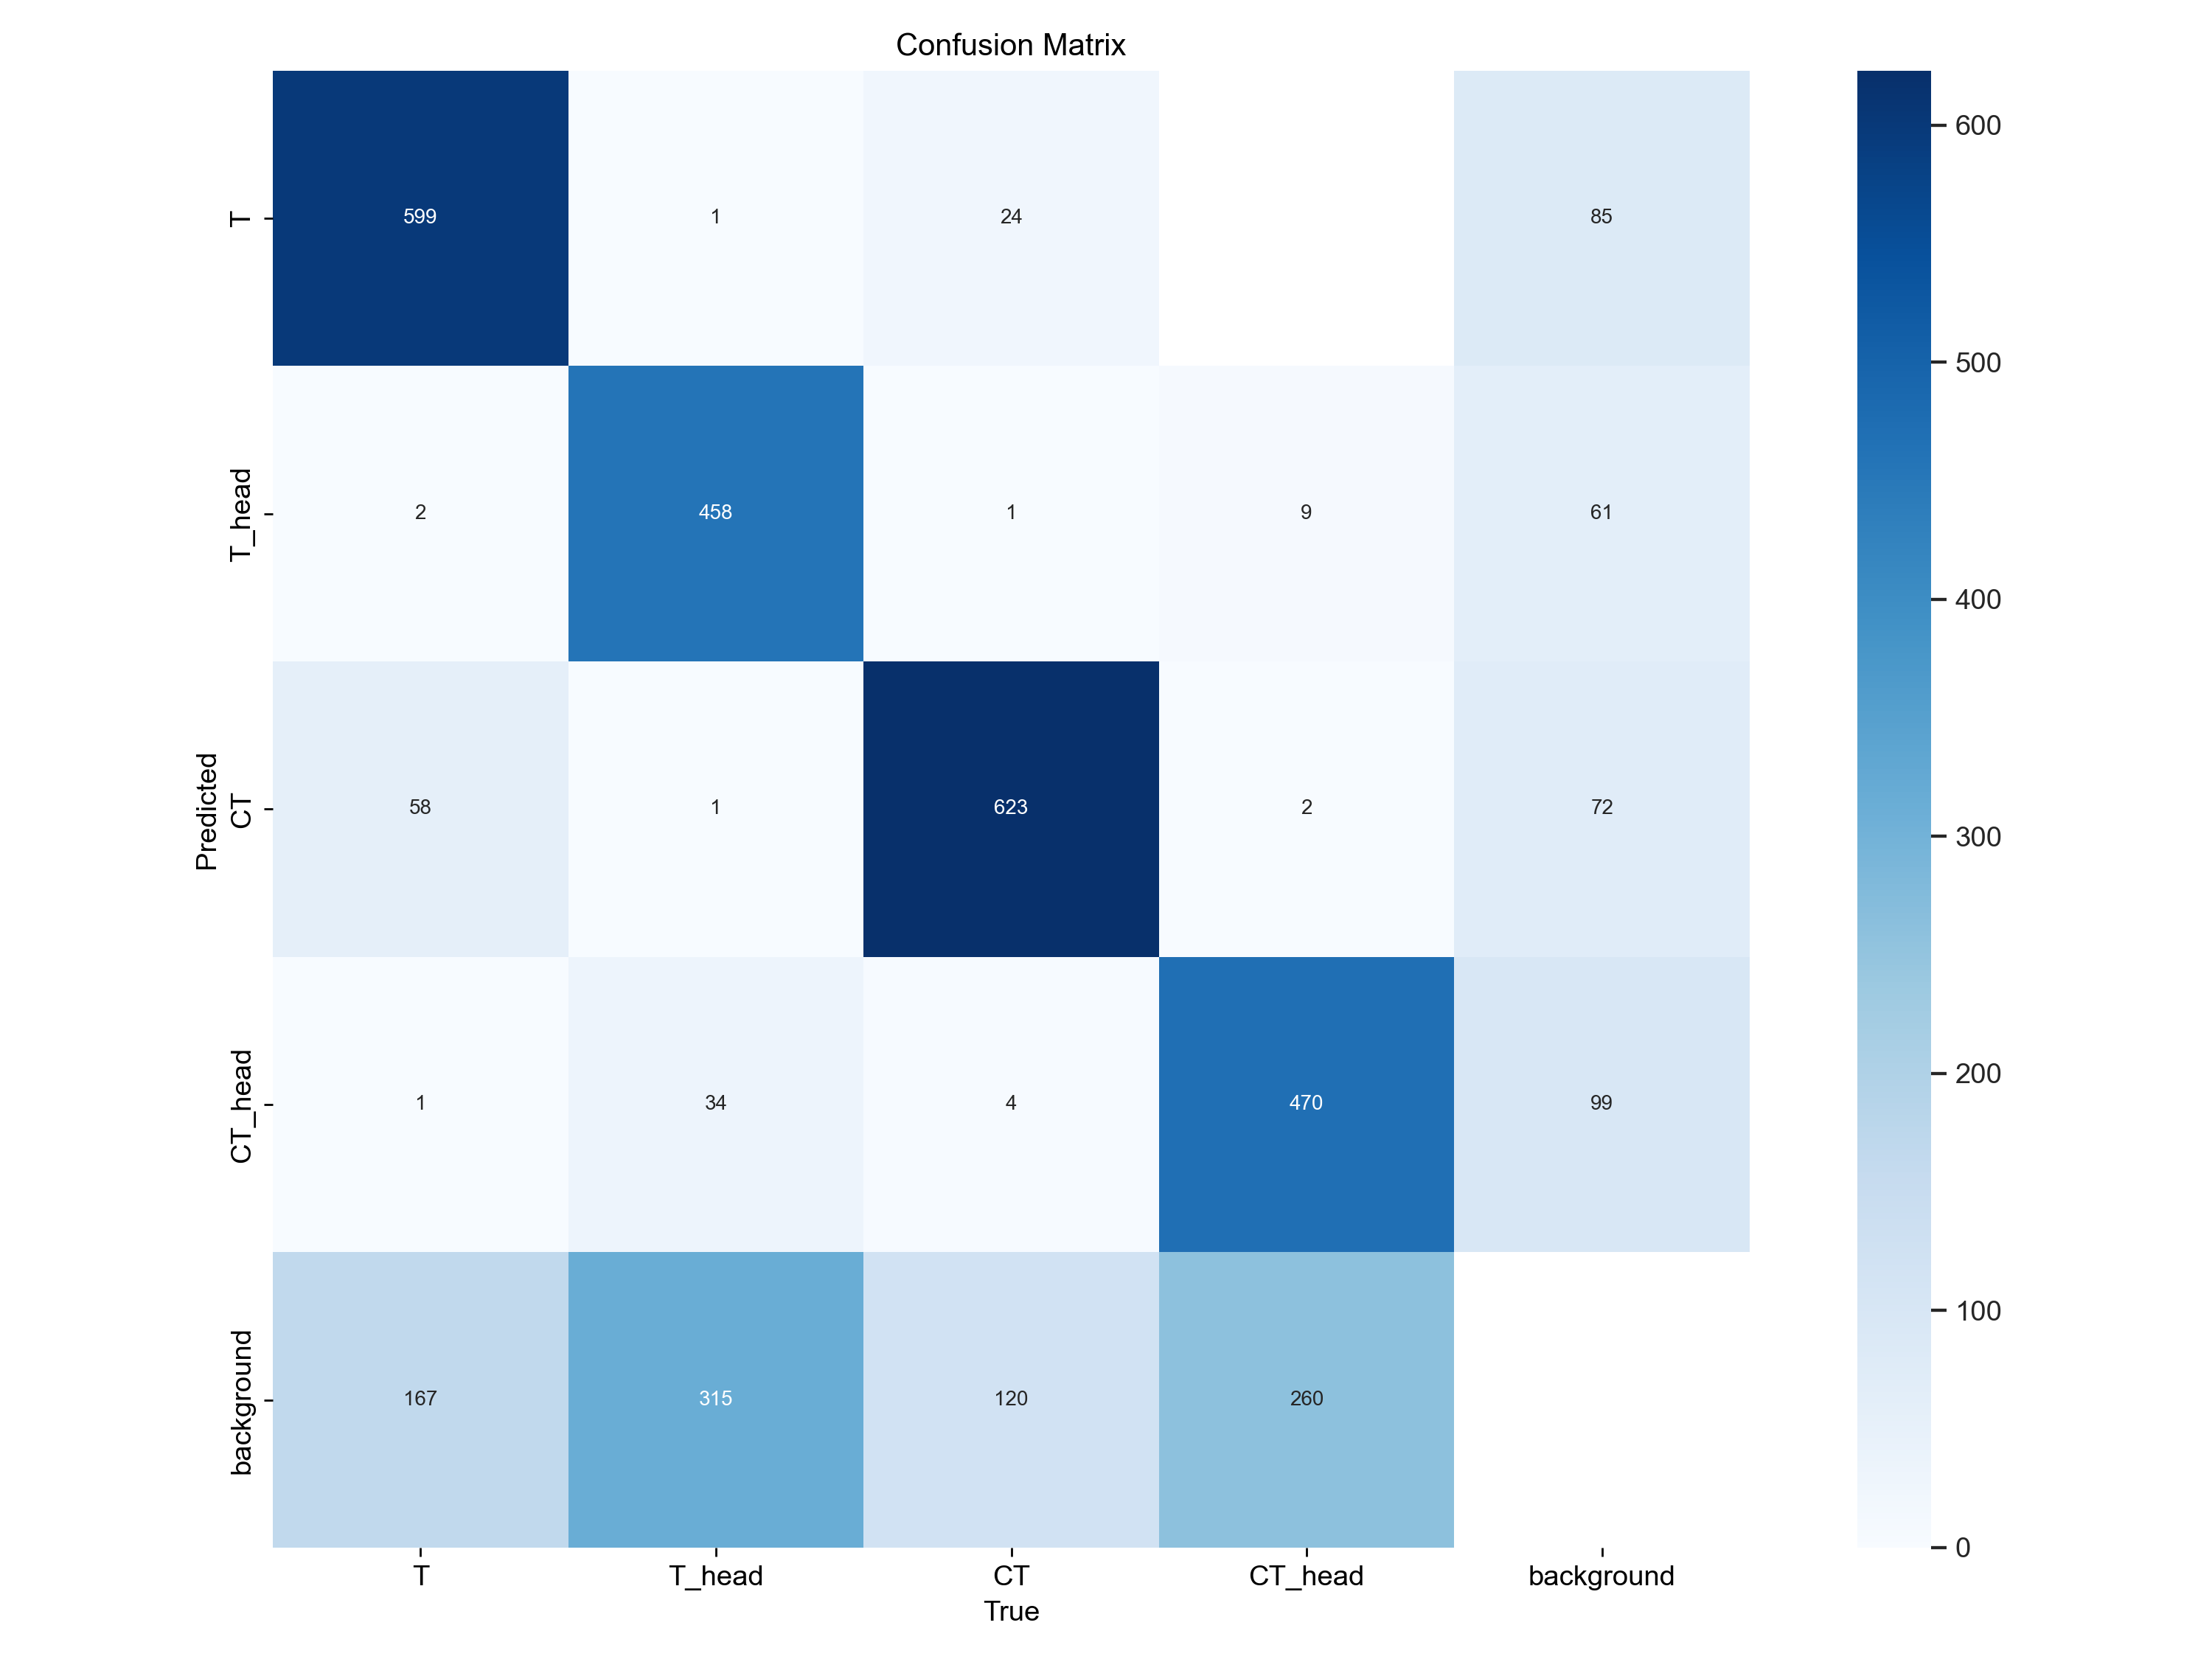 Confusion Matrix
Predicted
T 599 1 24 85
T_head 2 458 1 9 61
CT 58 1 623 2 72
CT_head 1 34 4 470 99
background 167 315 120 260
T T_head CT CT_head background
True
600
500
400
300
200
100
0